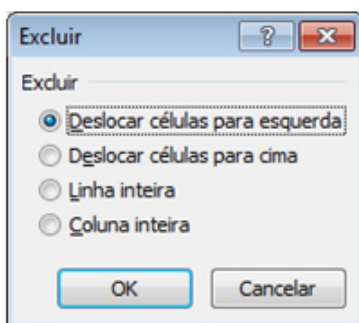 Excluir
Excluir
Deslocar células para esquerda
Deslocar células para cima
Linha inteira
Coluna inteira
OK
Cancelar